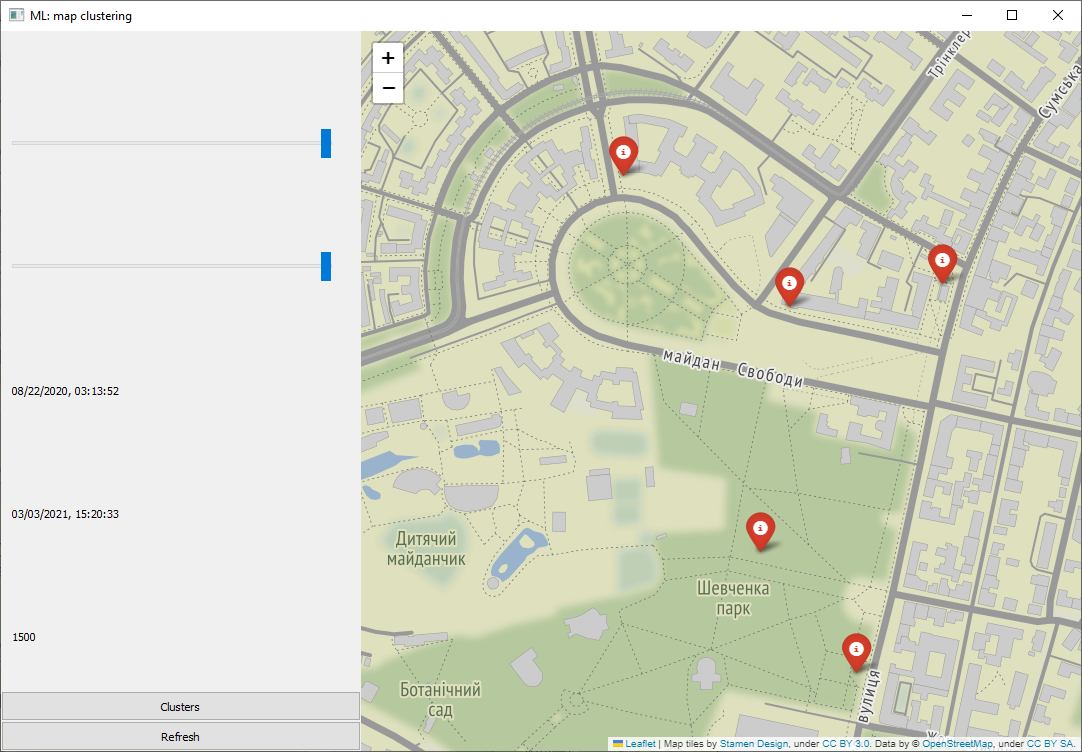 ML: map clustering
+
−
08/22/2020, 03:13:52
03/03/2021, 15:20:33
1500
Clusters
Refresh
Трінклер
Сумська
майдан Свободи
Дитячий
майданчик
Шевченка
парк
Ботанічний
сад
вулиця
Leaflet | Map tiles by Stamen Design, under CC BY 3.0. Data by © OpenStreetMap, under CC BY SA.